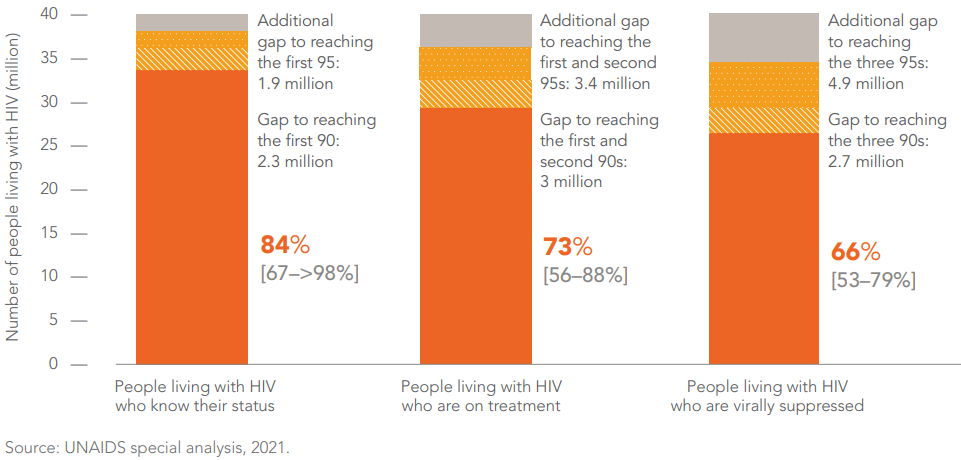 Number of people living with HIV (million)
40
35
30
25
20
15
10
5
0
Additional
gap to reaching
the first 95:
1.9 million
Gap to reaching
the first 90:
2.3 million
84%
[67–>98%]
People living with HIV
who know their status
Additional gap
to reaching the
first and second
95s: 3.4 million
Gap to reaching
the first and
second 90s:
3 million
73%
[56–88%]
People living with HIV
who are on treatment
Additional gap
to reaching
the three 95s:
4.9 million
Gap to reaching
the three 90s:
2.7 million
66%
[53–79%]
People living with HIV
who are virally suppressed
Source: UNAIDS special analysis, 2021.